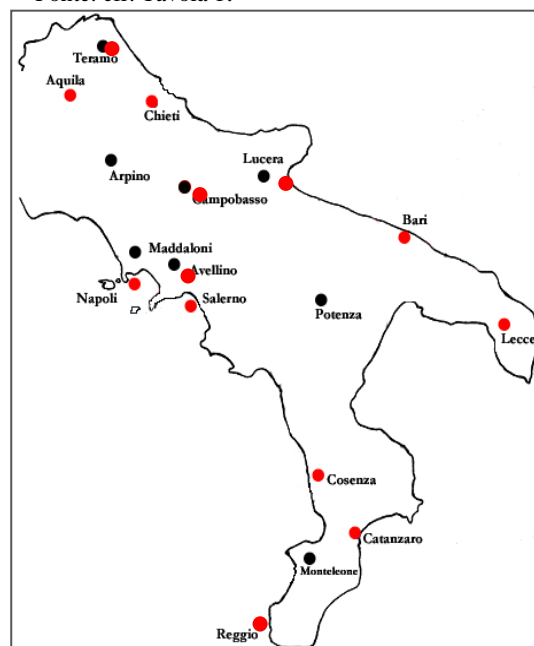 Teramo
Aquila
Chieti
Arpino
Lucera
Campobasso
Bari
Maddaloni
Avellino
Napoli
Salerno
Potenza
Lecce
Cosenza
Catanzaro
Monteleone
Reggio